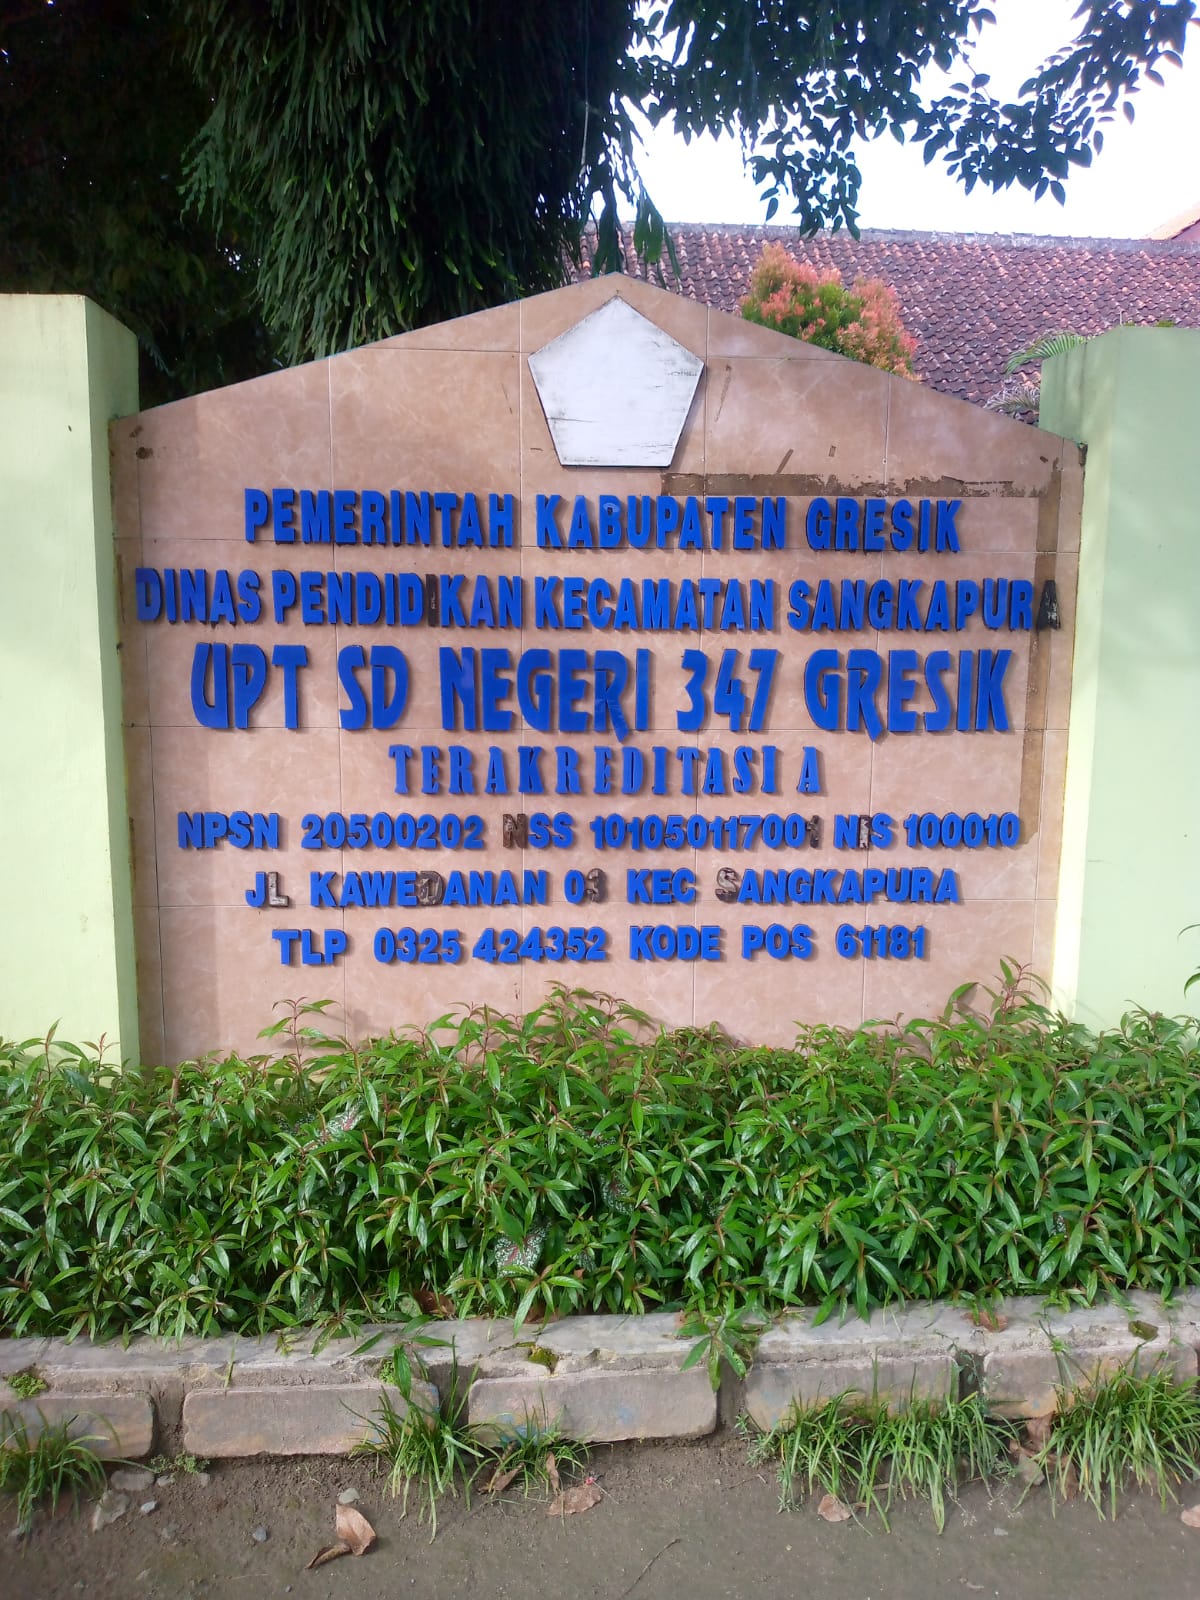 PEMERINTAH KABUPATEN GRESIK
DINAS PENDIDIKAN KECAMATAN SANGKAPURA
UPT SD NEGERI 347 GRESIK
TERAKREDITASI A
NPSN 20500202 NSS 101050117001 NIS 100010
JL KAWEDANAN 03 KEC SANGKAPURA
TLP 0325 424352 KODE POS 61181